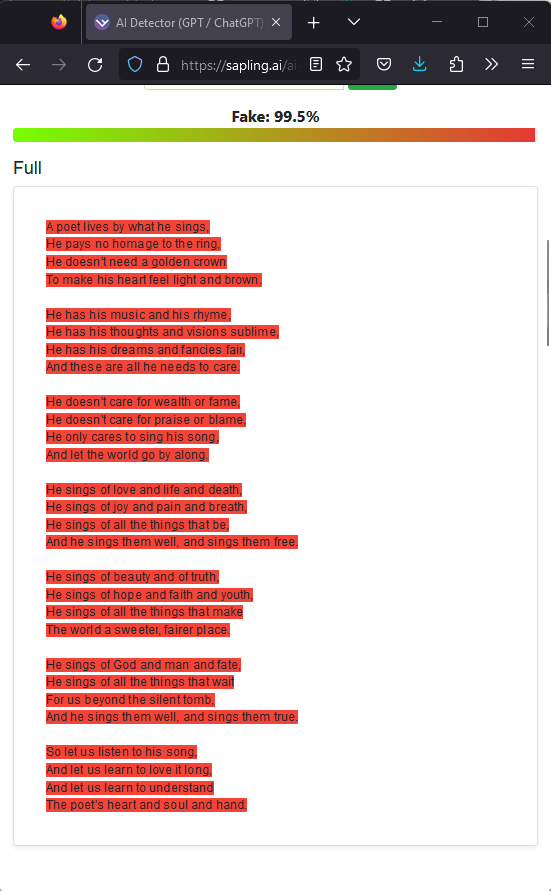 AI Detector (GPT / ChatGPT)
https://sapling.ai/ai-
Fake: 99.5%
Full
A poet lives by what he sings,
He pays no homage to the ring,
He doesn't need a golden crown
To make his heart feel light and brown.
He has his music and his rhyme,
He has his thoughts and visions sublime,
He has his dreams and fancies fair,
And these are all he needs to care.
He doesn't care for wealth or fame,
He doesn't care for praise or blame,
He only cares to sing his song,
And let the world go by along.
He sings of love and life and death,
He sings of joy and pain and breath,
He sings of all the things that be,
And he sings them well, and sings them free.
He sings of beauty and of truth,
He sings of hope and faith and youth,
He sings of all the things that make
The world a sweeter, fairer place.
He sings of God and man and fate,
He sings of all the things that wait
For us beyond the silent tomb,
And he sings them well, and sings them true.
So let us listen to his song,
And let us learn to love it long,
And let us learn to understand
The poet's heart and soul and hand.